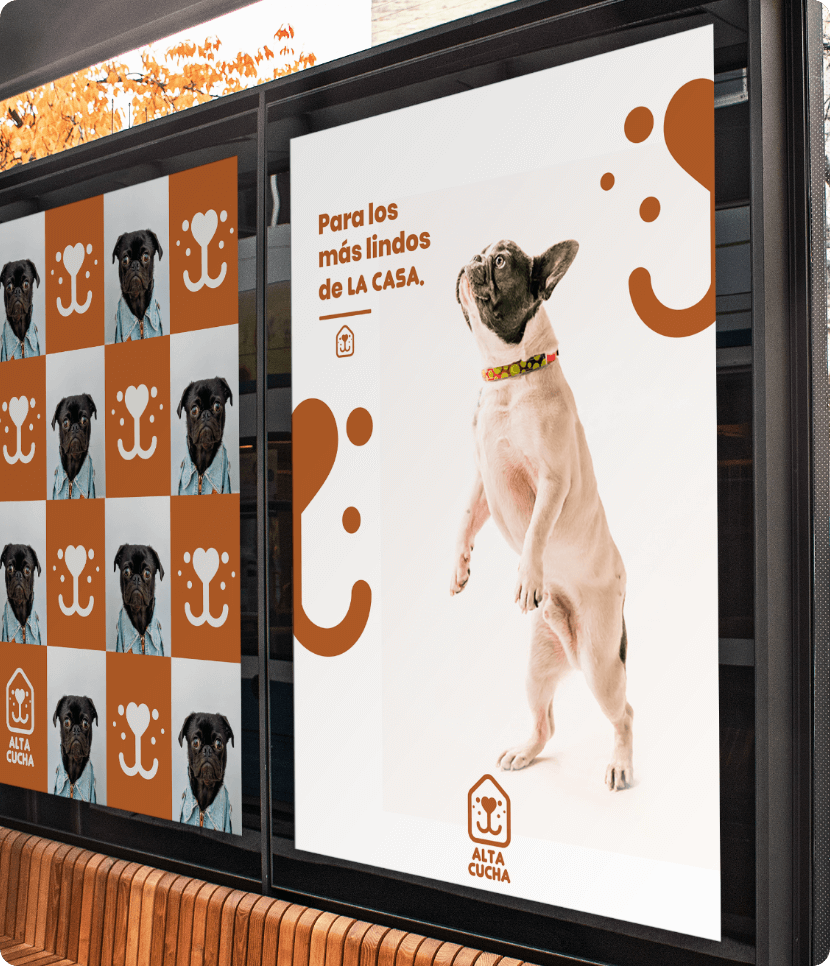 ALTA
CUCHA
Para los
más lindos
de LA CASA.
ALTA
CUCHA